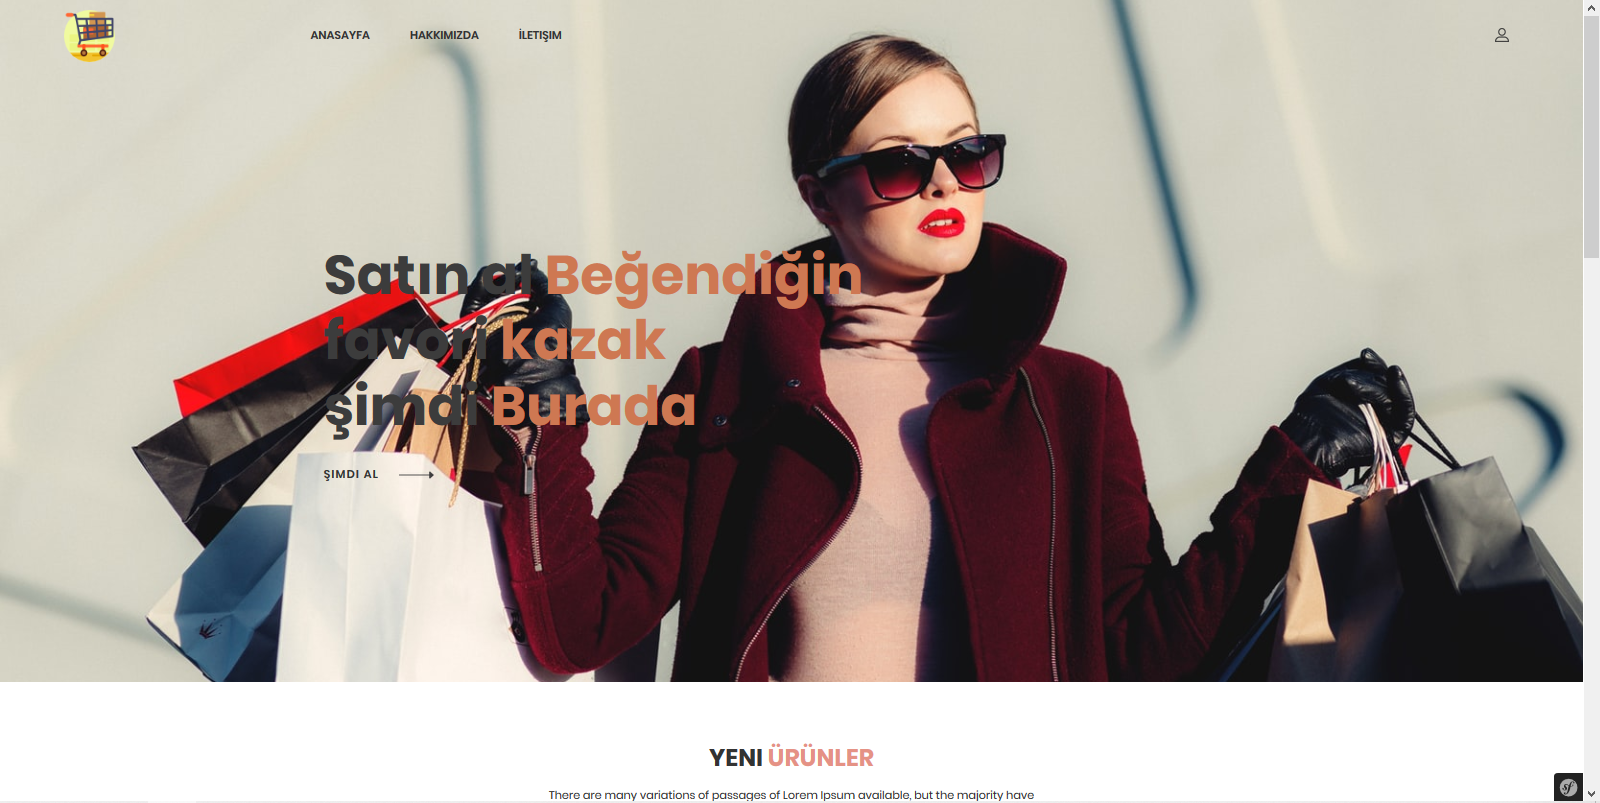 ANASAYFA
HAKKIMIZDA
İLETIŞIM
Satın al Beğendiğin
favori kazak
şimdi Burada
ŞIMDI AL
YENI ÜRÜNLER
There are many variations of passages of Lorem Ipsum available, but the majority have
sf